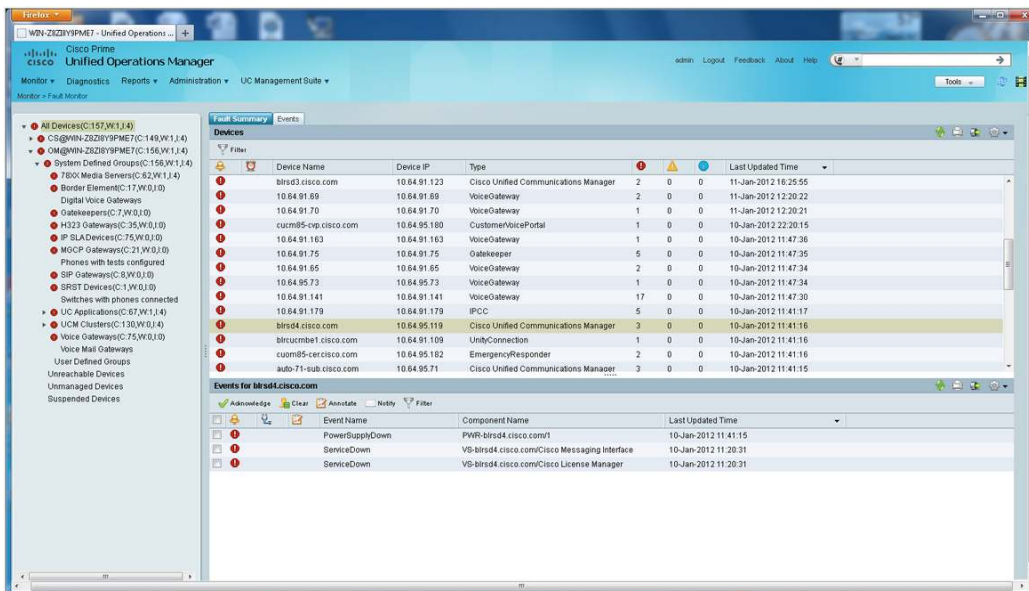 Firefox
WIN-Z8ZI8Y9PME7 - Unified Operations ... +
cisco
Cisco Prime
Unified Operations Manager
admin Logout Feedback About Help
Monitor Diagnostics Reports Administration UC Management Suite
Tools
Monitor > Fault Monitor
All Devices(C:157,W:1,I:4)
CS@WIN-Z8ZI8Y9PME7(C:149,W:1,I:4)
OM@WIN-Z8ZI8Y9PME7(C:156,W:1,I:4)
System Defined Groups(C:156,W:1,I:4)
78XX Media Servers(C:62,W:1,I:4)
Border Element(C:17,W:0,I:0)
Digital Voice Gateways
Gatekeepers(C:7,W:0,I:0)
H323 Gateways(C:35,W:0,I:0)
IP SLA Devices(C:75,W:0,I:0)
MGCP Gateways(C:21,W:0,I:0)
Phones with tests configured
SIP Gateways(C:8,W:0,I:0)
SRST Devices(C:1,W:0,I:0)
Switches with phones connected
UC Applications(C:67,W:1,I:4)
UCM Clusters(C:130,W:0,I:4)
Voice Gateways(C:75,W:0,I:0)
Voice Mail Gateways
User Defined Groups
Unreachable Devices
Unmanaged Devices
Suspended Devices
Fault Summary Events
Devices
Filter
Device Name Device IP Type Last Updated Time
blrsd3.cisco.com 10.64.91.123 Cisco Unified Communications Manager 2 0 0 11-Jan-2012 16:25:55
10.64.91.69 10.64.91.69 VoiceGateway 2 0 0 11-Jan-2012 12:20:22
10.64.91.70 10.64.91.70 VoiceGateway 1 0 0 11-Jan-2012 12:20:21
cucm85-cvp.cisco.com 10.64.95.180 CustomerVoicePortal 1 0 0 10-Jan-2012 22:20:15
10.64.91.163 10.64.91.163 VoiceGateway 1 0 0 10-Jan-2012 11:47:36
10.64.91.75 10.64.91.75 Gatekeeper 5 0 0 10-Jan-2012 11:47:35
10.64.91.65 10.64.91.65 VoiceGateway 2 0 0 10-Jan-2012 11:47:34
10.64.95.73 10.64.95.73 VoiceGateway 1 0 0 10-Jan-2012 11:47:34
10.64.91.141 10.64.91.141 VoiceGateway 17 0 0 10-Jan-2012 11:47:30
10.64.91.179 10.64.91.179 IPCC 5 0 0 10-Jan-2012 11:41:17
blrsd4.cisco.com 10.64.95.119 Cisco Unified Communications Manager 3 0 0 10-Jan-2012 11:41:16
blrcucmbe1.cisco.com 10.64.91.109 UnityConnection 1 0 0 10-Jan-2012 11:41:16
cuom85-cer.cisco.com 10.64.95.182 EmergencyResponder 2 0 0 10-Jan-2012 11:41:16
auto-71-sub.cisco.com 10.64.95.71 Cisco Unified Communications Manager 3 0 0 10-Jan-2012 11:41:15
Events for blrsd4.cisco.com
Acknowledge Clear Annotate Notify Filter
Event Name Component Name Last Updated Time
PowerSupplyDown PWR-blrsd4.cisco.com/1 10-Jan-2012 11:41:15
ServiceDown VS-blrsd4.cisco.com/Cisco Messaging Interface 10-Jan-2012 11:20:31
ServiceDown VS-blrsd4.cisco.com/Cisco License Manager 10-Jan-2012 11:20:31